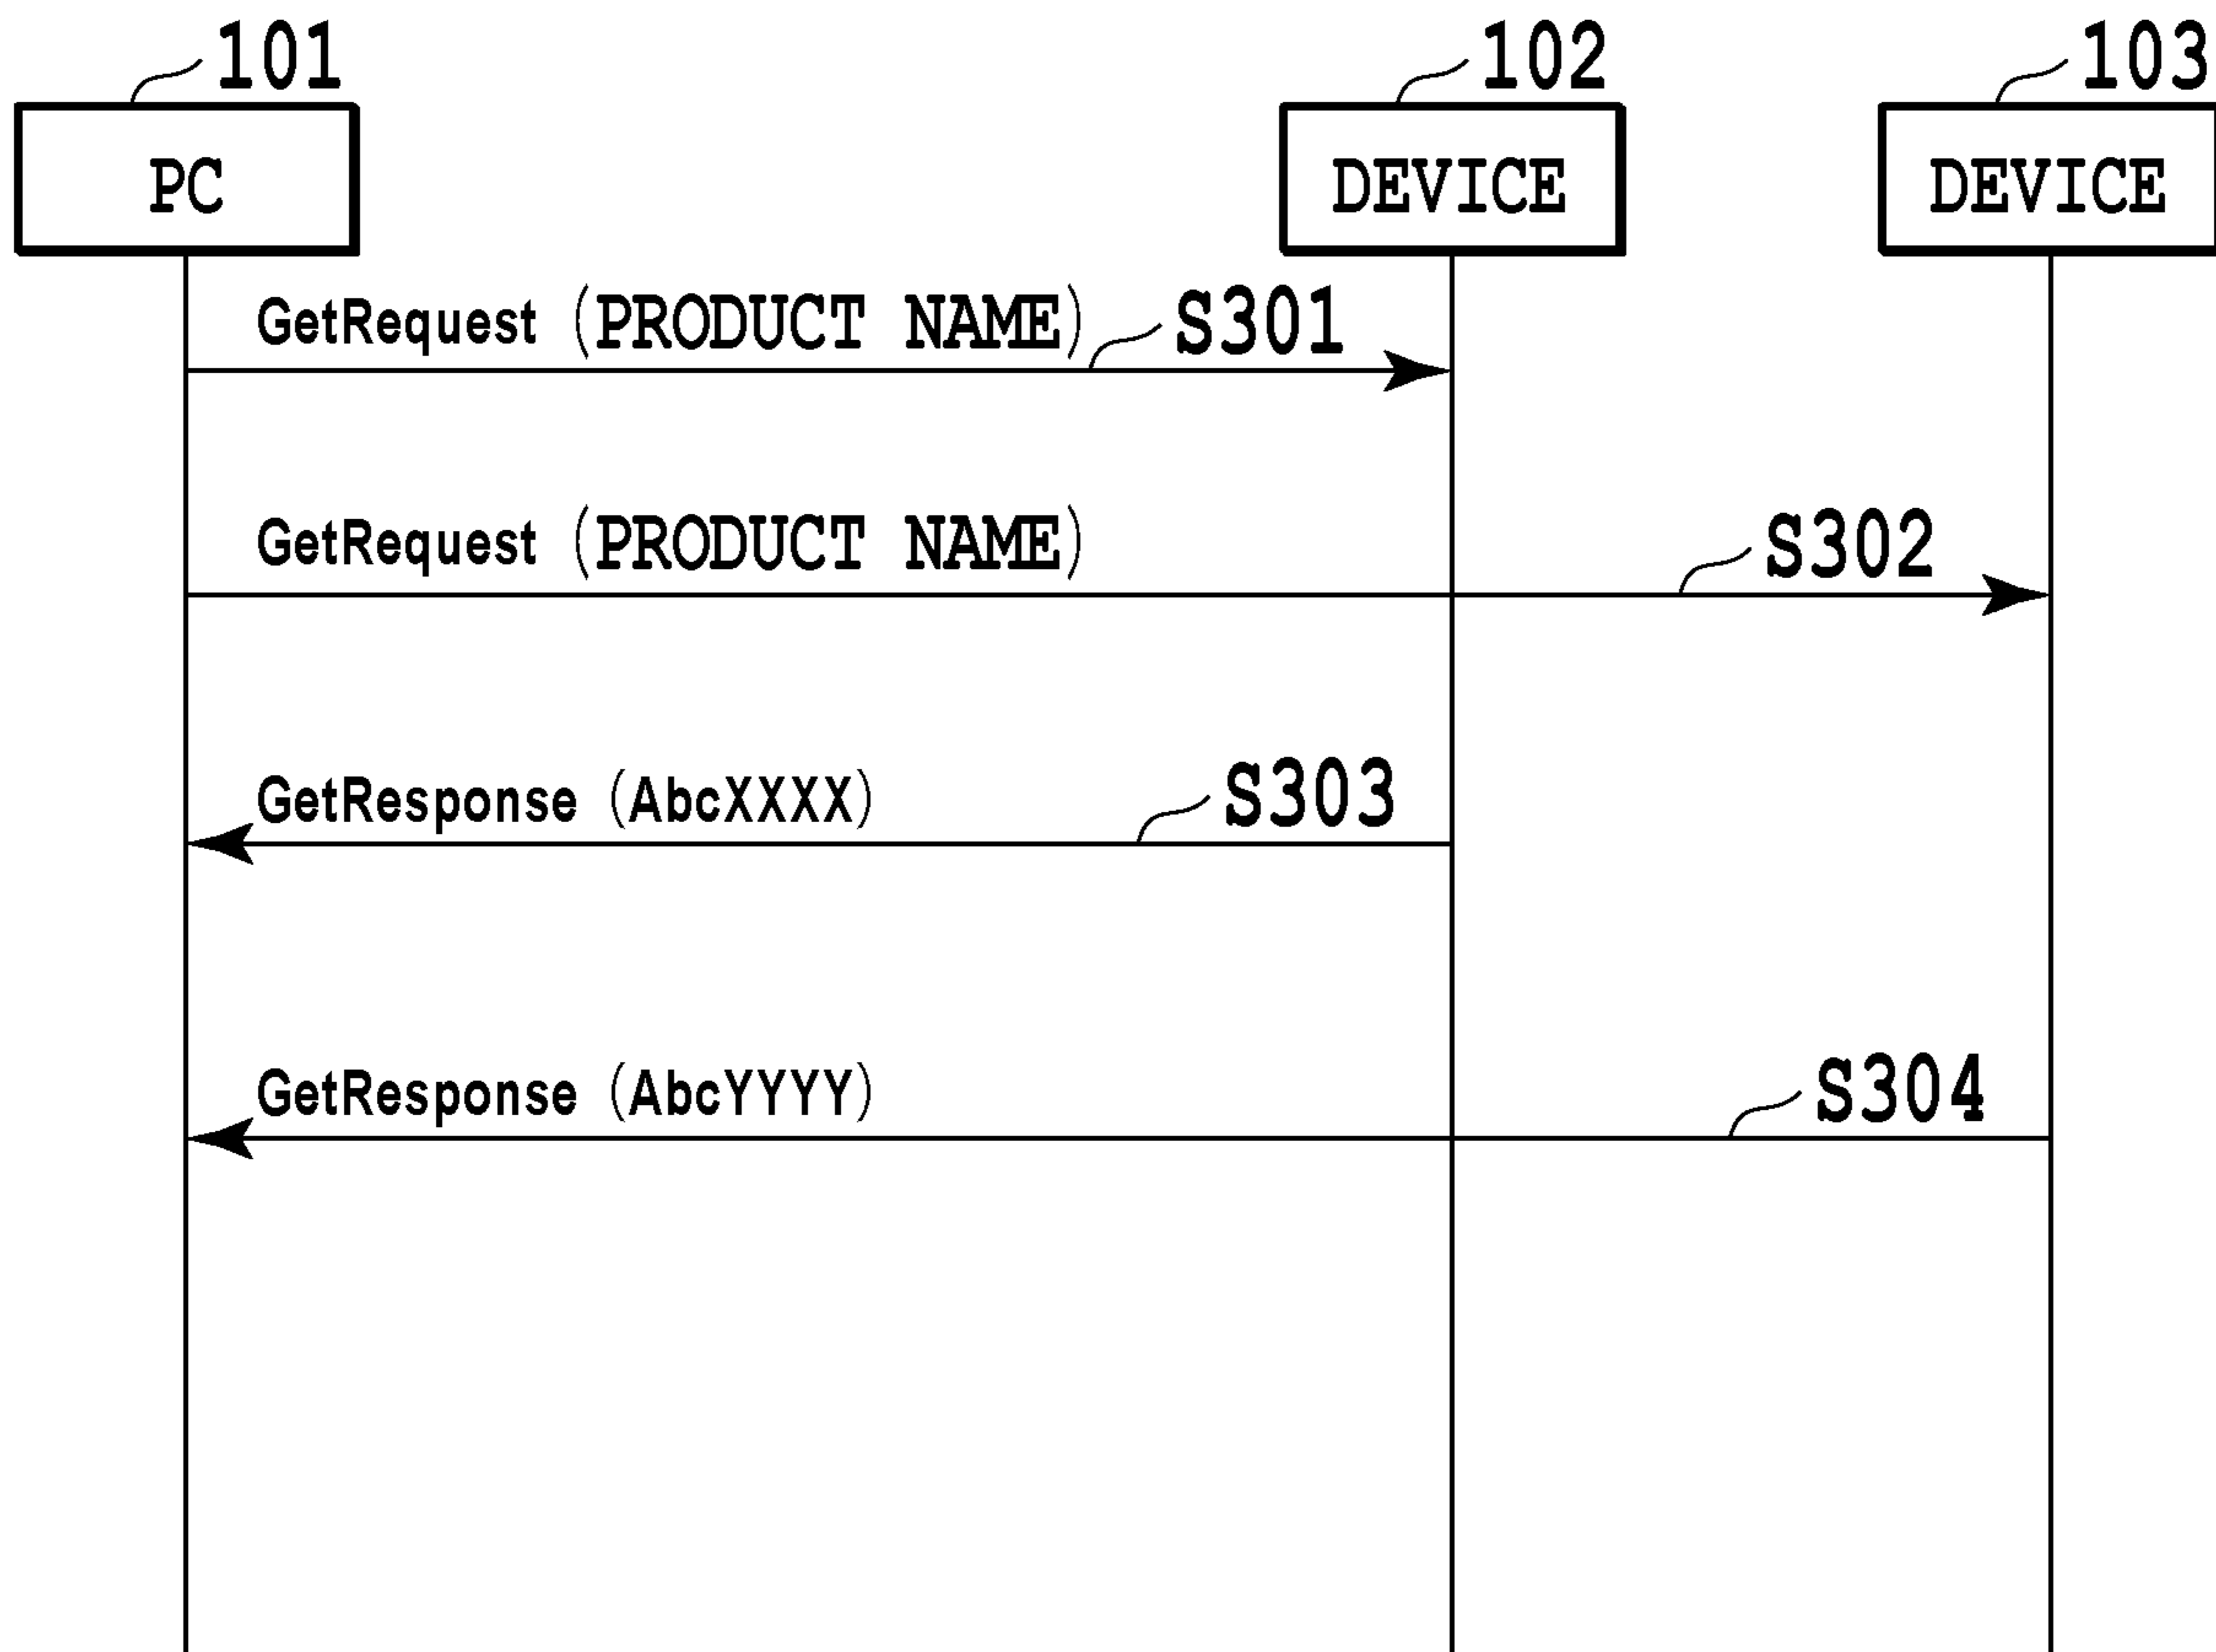 101
102
103
PC
DEVICE
DEVICE
GetRequest (PRODUCT NAME) S301
GetRequest (PRODUCT NAME) S302
GetResponse (AbcXXXX) S303
GetResponse (AbcYYYY) S304